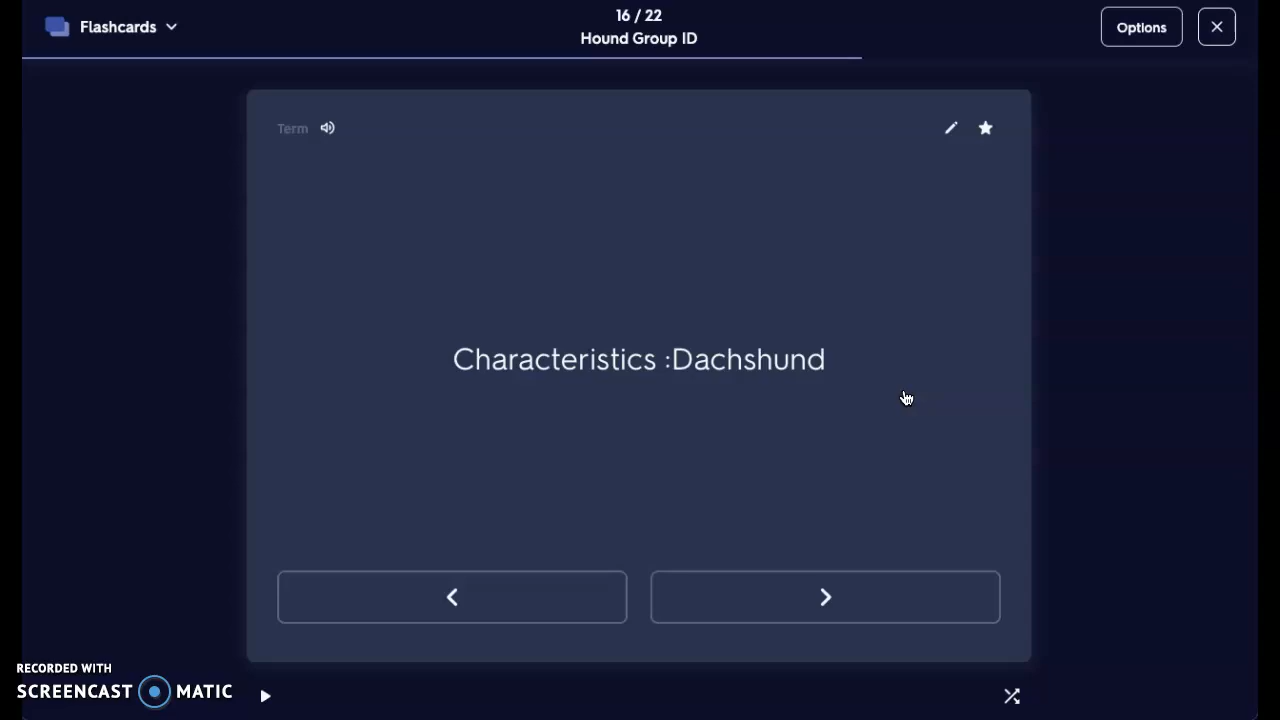 Flashcards
16 / 22
Hound Group ID
Options
Term
Characteristics :Dachshund
RECORDED WITH
SCREENCAST MATIC